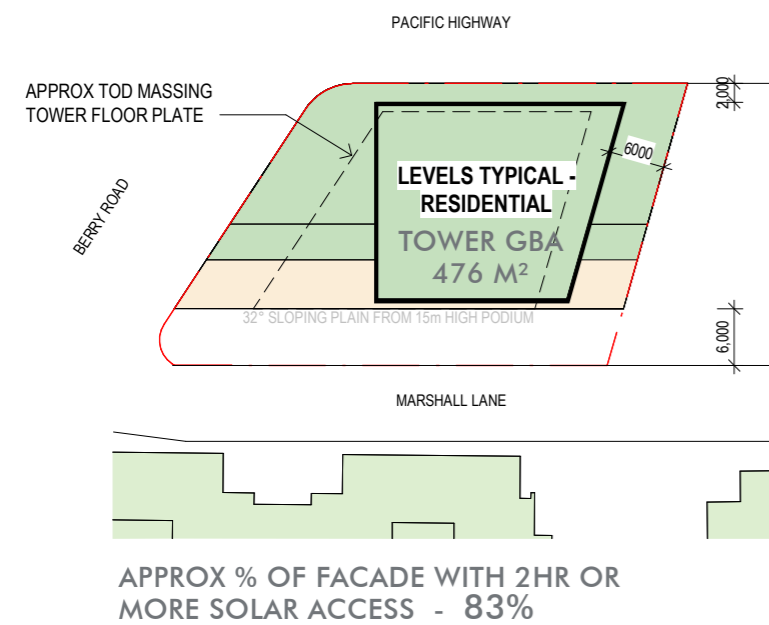 PACIFIC HIGHWAY
APPROX TOD MASSING
TOWER FLOOR PLATE
2,000
6000
BERRY ROAD
LEVELS TYPICAL -
RESIDENTIAL
TOWER GBA
476 M²
32° SLOPING PLAIN FROM 15m HIGH PODIUM
6,000
MARSHALL LANE
APPROX % OF FACADE WITH 2HR OR
MORE SOLAR ACCESS - 83%